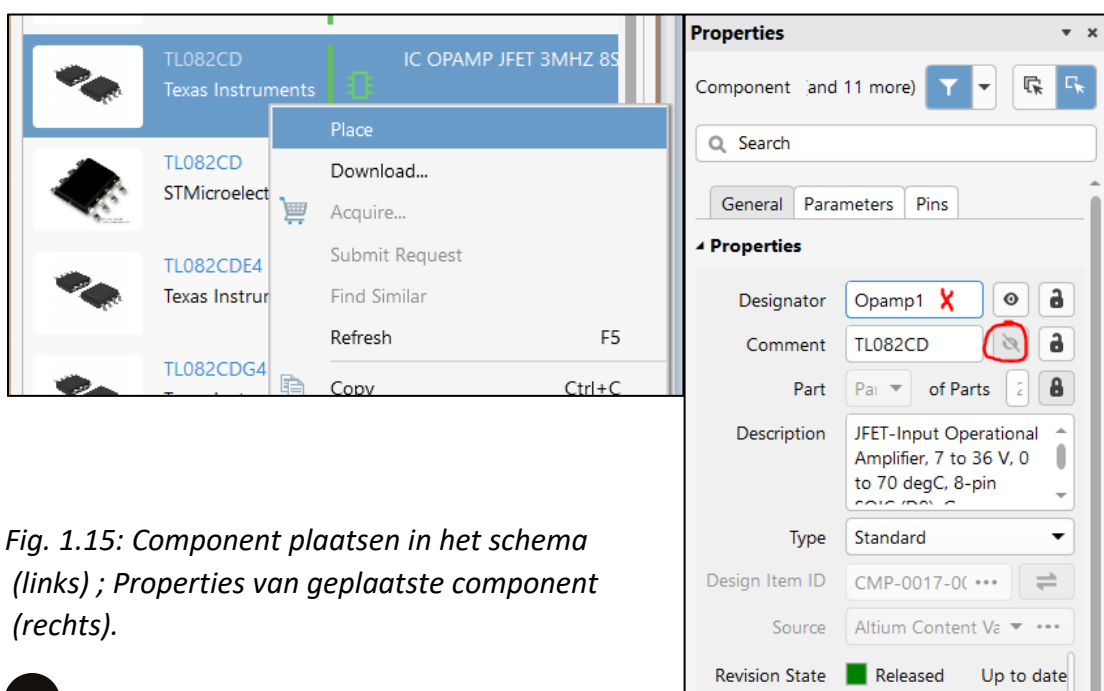 TL082CD
IC OPAMP JFET 3MHZ 8S
Texas Instruments
Place
TL082CD
Download...
STMicroelect
Acquire...
Submit Request
TL082CDE4
Texas Instrur
Find Similar
Refresh F5
TL082CDG4
Copy Ctrl+C
Properties
Component and 11 more)
Search
General Parameters Pins
Properties
Designator Opamp1 X
Comment TL082CD
Part Pai of Parts 2
Description JFET-Input Operational
Amplifier, 7 to 36 V, 0
to 70 degC, 8-pin
Type Standard
Design Item ID CMP-0017-0( •••
Source Altium Content Va •••
Revision State Released Up to date
Fig. 1.15: Component plaatsen in het schema
(links) ; Properties van geplaatste component
(rechts).